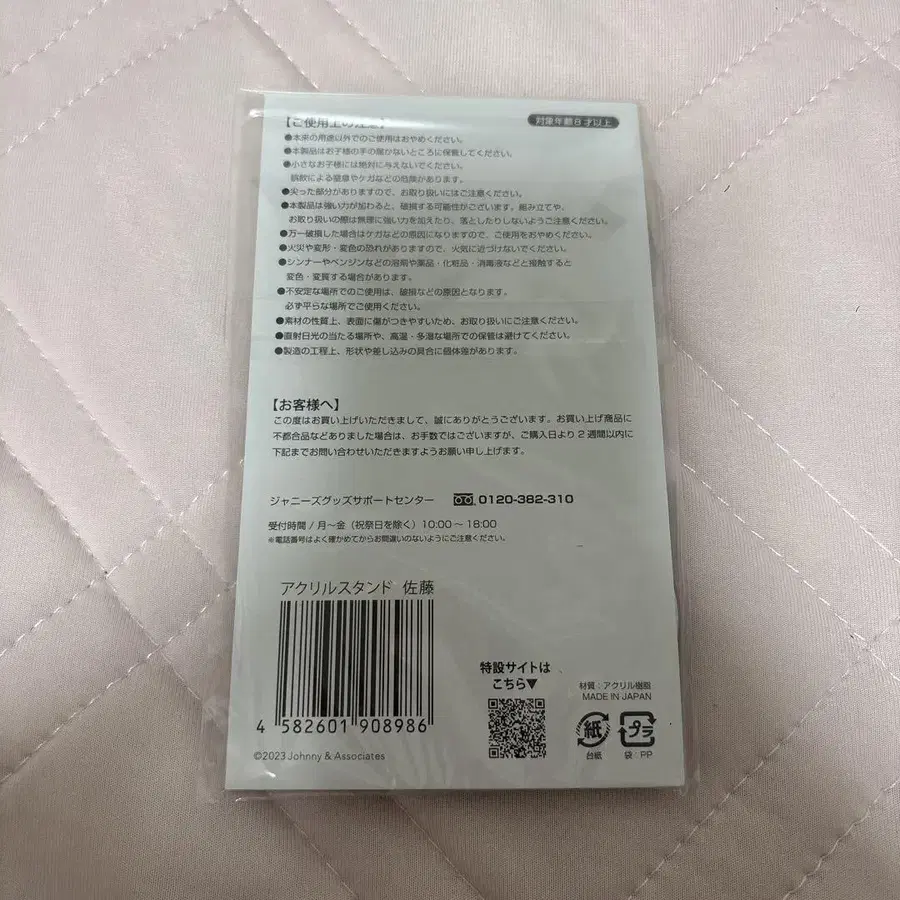 【ご使用上の注意】
対象年齢8才以上
●本来の用途以外でのご使用はおやめください。
●本製品はお子様の手の届かないところに保管してください。
●小さなお子様には絶対に与えないでください。
誤飲による窒息やケガなどの危険があります。
●尖った部分がありますので、お取り扱いにはご注意ください。
●本製品は強い力が加わると、破損する可能性がございます。組み立てや、
お取り扱いの際は無理に強い力を加えたり、落としたりしないようご注意ください。
●万一破損した場合はケガなどの原因になりますので、ご使用をおやめください。
●火災や変形・変色の恐れがありますので、火気に近づけないでください。
●シンナーやベンジンなどの溶剤や薬品・化粧品・消毒液などと接触すると
変色・変質する場合があります。
●不安定な場所でのご使用は、破損などの原因となります。
必ず平らな場所でご使用ください。
●素材の性質上、表面に傷がつきやすいため、お取り扱いにご注意ください。
●直射日光の当たる場所や、高温・多湿な場所での保管は避けてください。
●製造の工程上、形状や差し込みの具合に個体差があります。
【お客様へ】
この度はお買い上げいただきまして、誠にありがとうございます。お買い上げ商品に
不都合品などありました場合は、お手数ではございますが、ご購入日より2週間以内に
下記までお問い合わせいただきますようお願い申し上げます。
ジャニーズグッズサポートセンター 0120-382-310
受付時間/月～金（祝祭日を除く）10:00～18:00
※電話番号はよく確かめてからお間違いのないようにご注意ください。
アクリルスタンド 佐藤
4 582601 908986
©2023 Johnny & Associates
特設サイトは
こちら▼
材質：アクリル樹脂
MADE IN JAPAN
紙
プラ
台紙
袋：PP